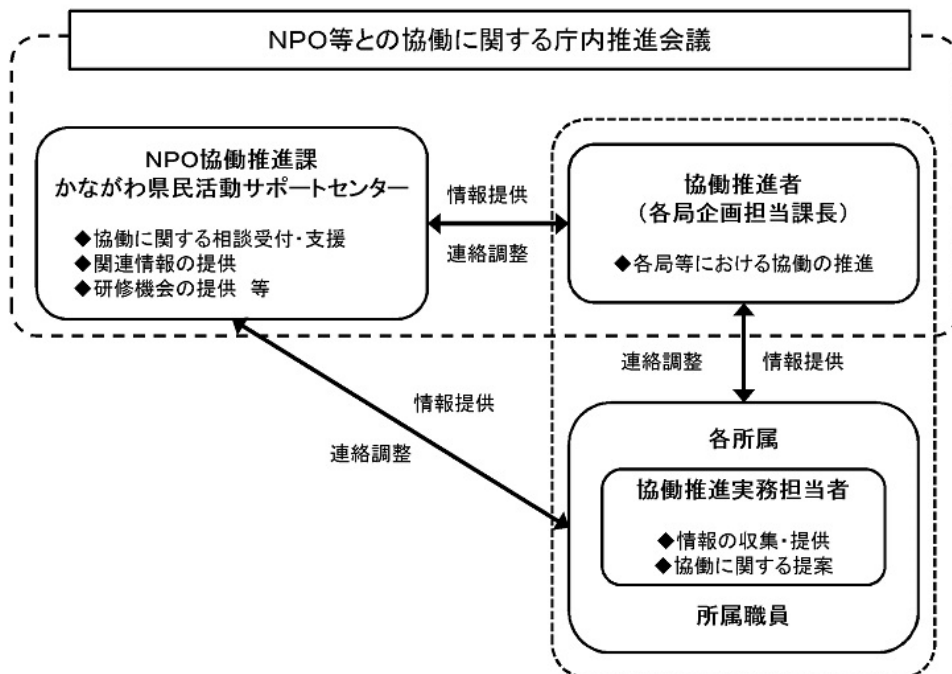 NPO等との協働に関する庁内推進会議
NPO協働推進課
かながわ県民活動サポートセンター
◆協働に関する相談受付・支援
◆関連情報の提供
◆研修機会の提供 等
情報提供
連絡調整
協働推進者
(各局企画担当課長)
◆各局等における協働の推進
連絡調整 情報提供
情報提供
連絡調整
各所属
協働推進実務担当者
◆情報の収集・提供
◆協働に関する提案
所属職員